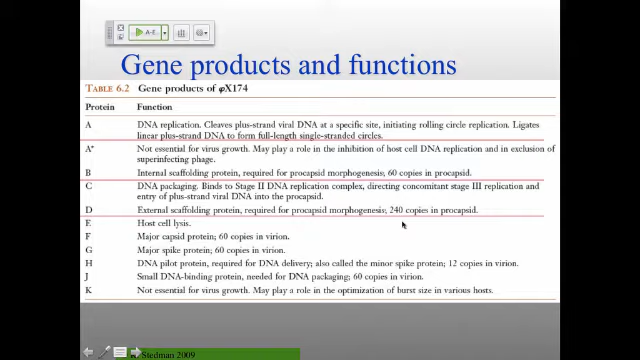 A-E
Gene products and functions
TABLE 6.2 Gene products of φX174
Protein Function
A DNA replication. Cleaves plus-strand viral DNA at a specific site, initiating rolling circle replication. Ligates
linear plus-strand DNA to form full-length single-stranded circles.
A* Not essential for virus growth. May play a role in the inhibition of host cell DNA replication and in exclusion of
superinfecting phage.
B Internal scaffolding protein, required for procapsid morphogenesis, 60 copies in procapsid.
C DNA packaging. Binds to Stage II DNA replication complex, directing concomitant stage III replication and
entry of plus-strand viral DNA into the procapsid.
D External scaffolding protein, required for procapsid morphogenesis, 240 copies in procapsid.
E Host cell lysis.
F Major capsid protein; 60 copies in virion.
G Major spike protein; 60 copies in virion.
H DNA pilot protein, required for DNA delivery; also called the minor spike protein; 12 copies in virion.
J Small DNA-binding protein, needed for DNA packaging; 60 copies in virion.
K Not essential for virus growth. May play a role in the optimization of burst size in various hosts.
Stedman 2009